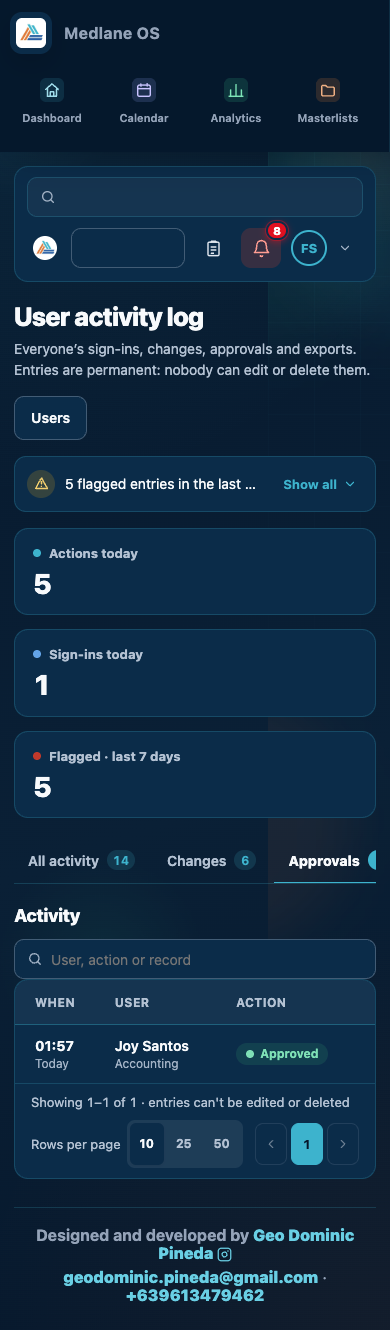 Medlane OS
Dashboard Calendar Analytics Masterlists
8
FS
User activity log
Everyone's sign-ins, changes, approvals and exports.
Entries are permanent: nobody can edit or delete them.
Users
5 flagged entries in the last ... Show all
Actions today
5
Sign-ins today
1
Flagged · last 7 days
5
All activity 14 Changes 6 Approvals
Activity
User, action or record
WHEN USER ACTION
01:57 Joy Santos Approved
Today Accounting
Showing 1–1 of 1 · entries can't be edited or deleted
Rows per page 10 25 50 1
Designed and developed by Geo Dominic
Pineda
geodominic.pineda@gmail.com ·
+639613479462